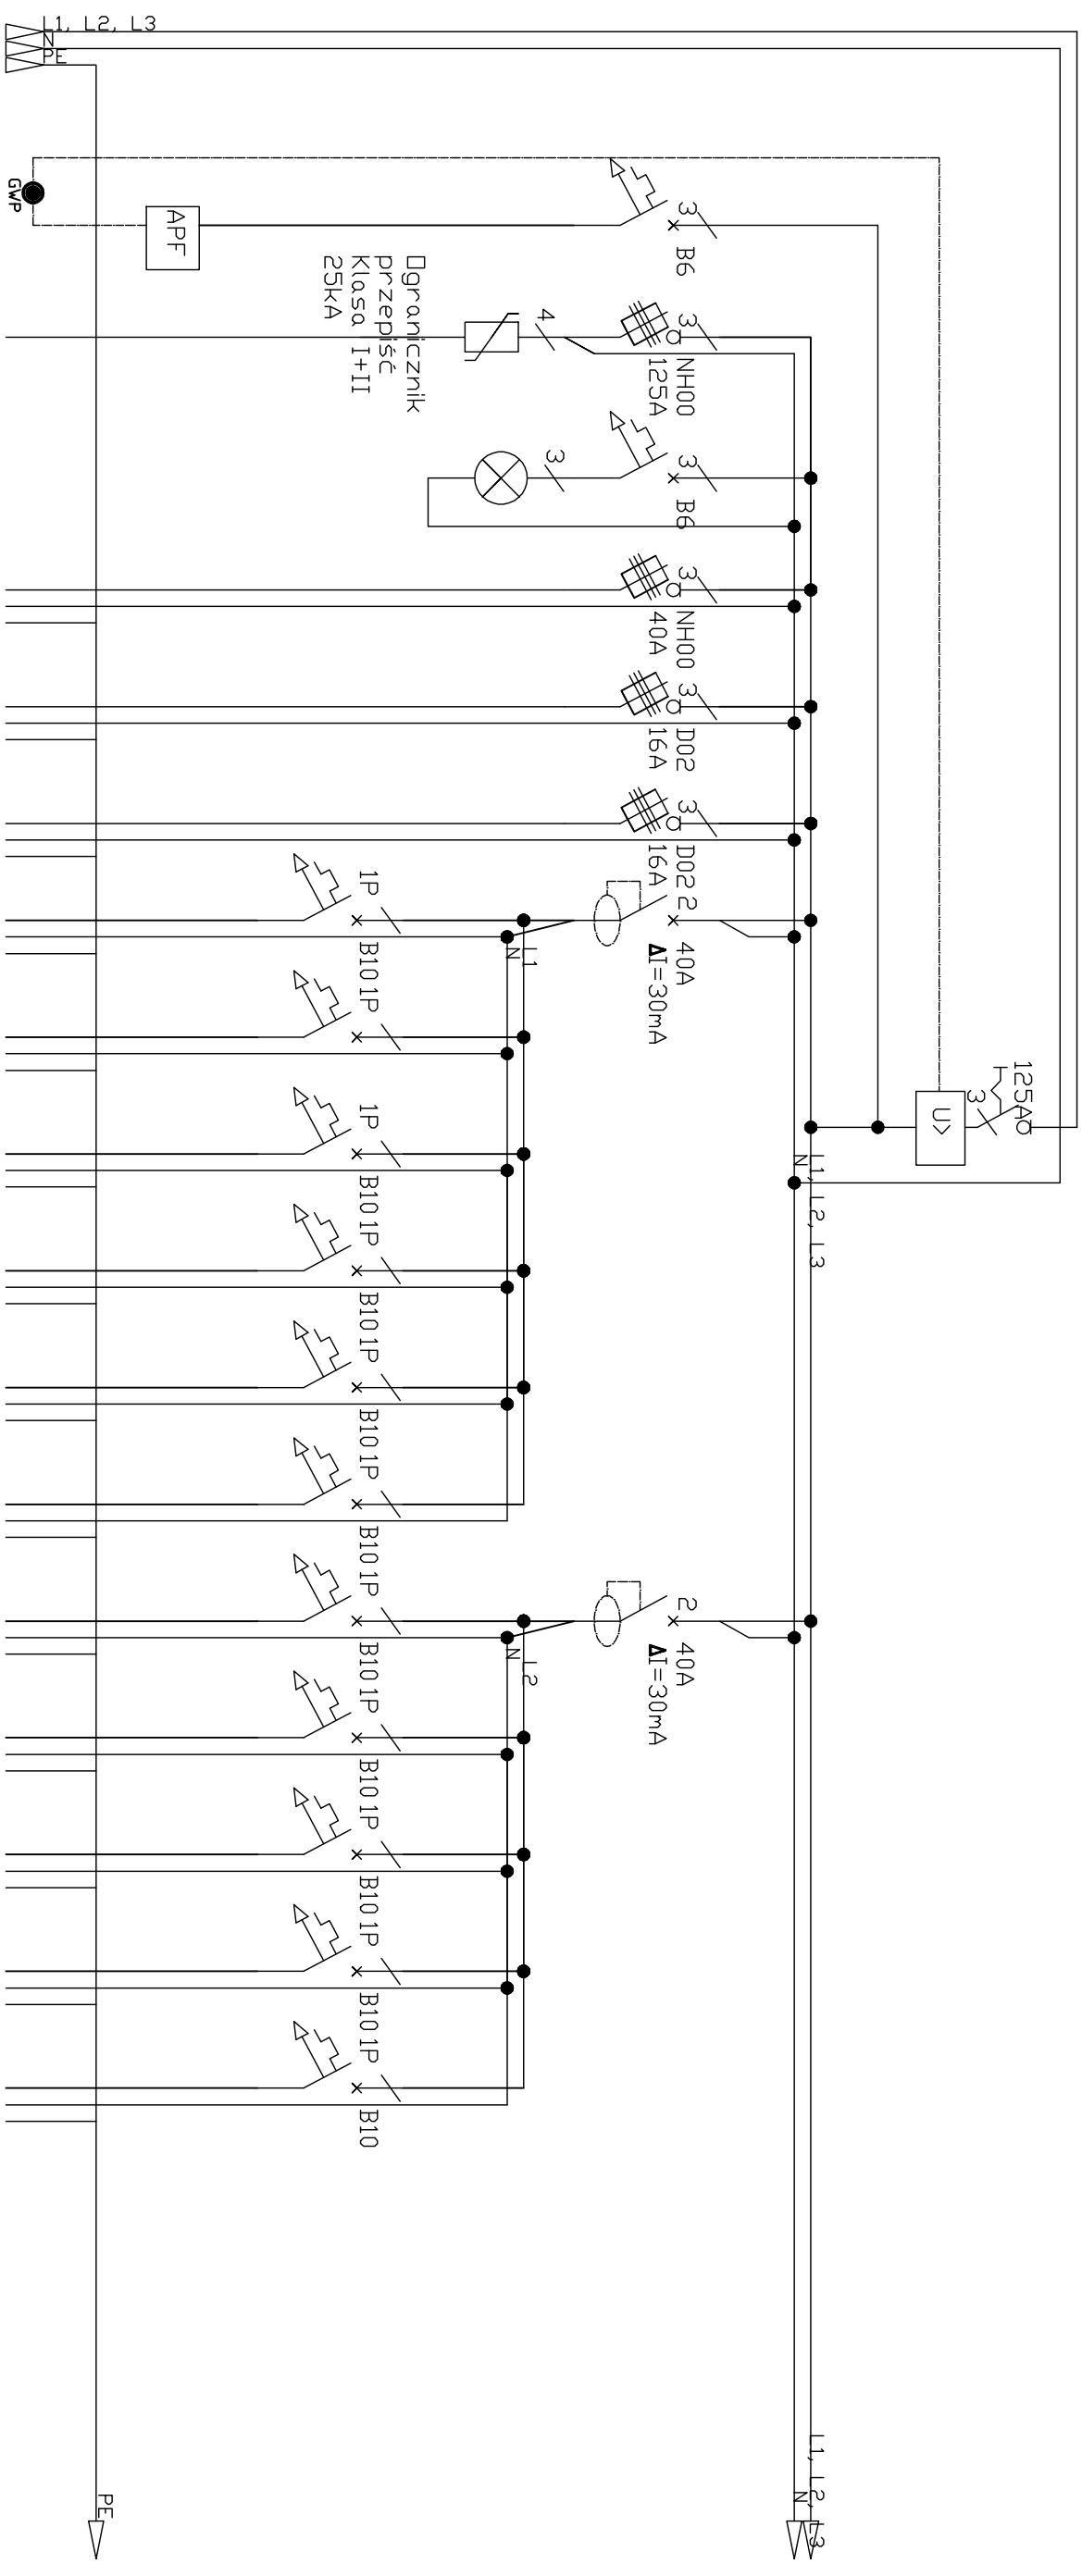 L1, L2, L3
N
PE
GWP
APF
3
B6
Ogranicznik
przepięć
Klasa I+II
25kA
4
3
NH00
125A
3
3
B6
3
NH00
40A
3
D02
16A
3
D02
16A
2
40A
ΔI=30mA
L1
N
1P
B10
1P
1P
B10
1P
B10
1P
B10
1P
B10
125A
3
U>
L1, L2, L3
N
2
40A
ΔI=30mA
L2
N
1P
B10
1P
B10
1P
B10
1P
B10
1P
B10
L1, L2, L3
N
PE